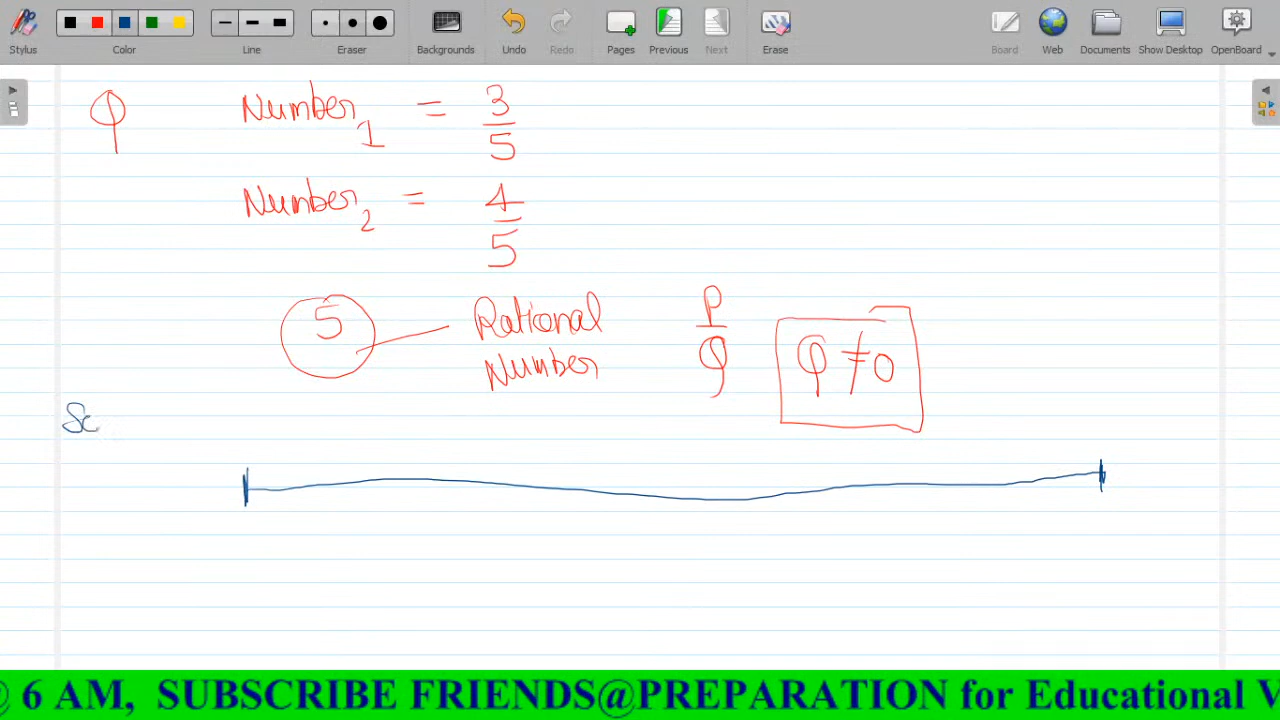 Stylus Color Line Eraser Backgrounds Undo Redo Pages Previous Next Erase Board Web Documents Show Desktop OpenBoard
Q Number1 = 3/5
Number2 = 4/5
5 Rational Number P/Q Q ≠ 0
So
@ 6 AM, SUBSCRIBE FRIENDS@PREPARATION for Educational V